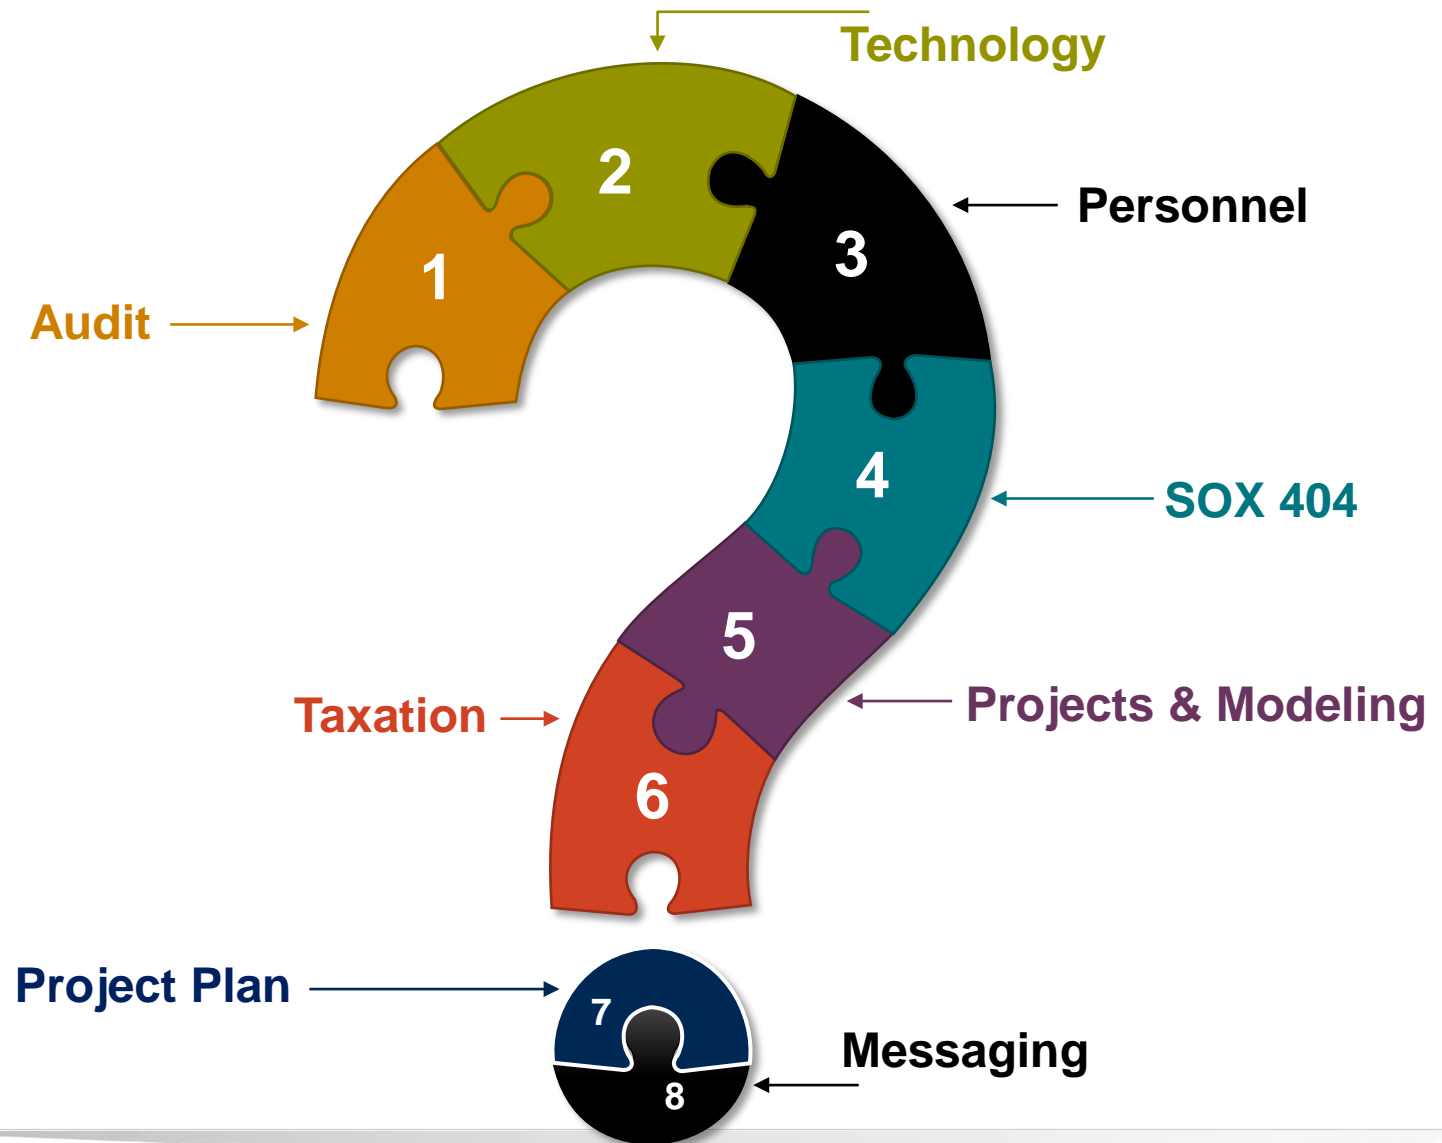 Technology
2
Personnel
3
1
Audit
4
SOX 404
5
Taxation
Projects & Modeling
6
Project Plan
7
Messaging
8